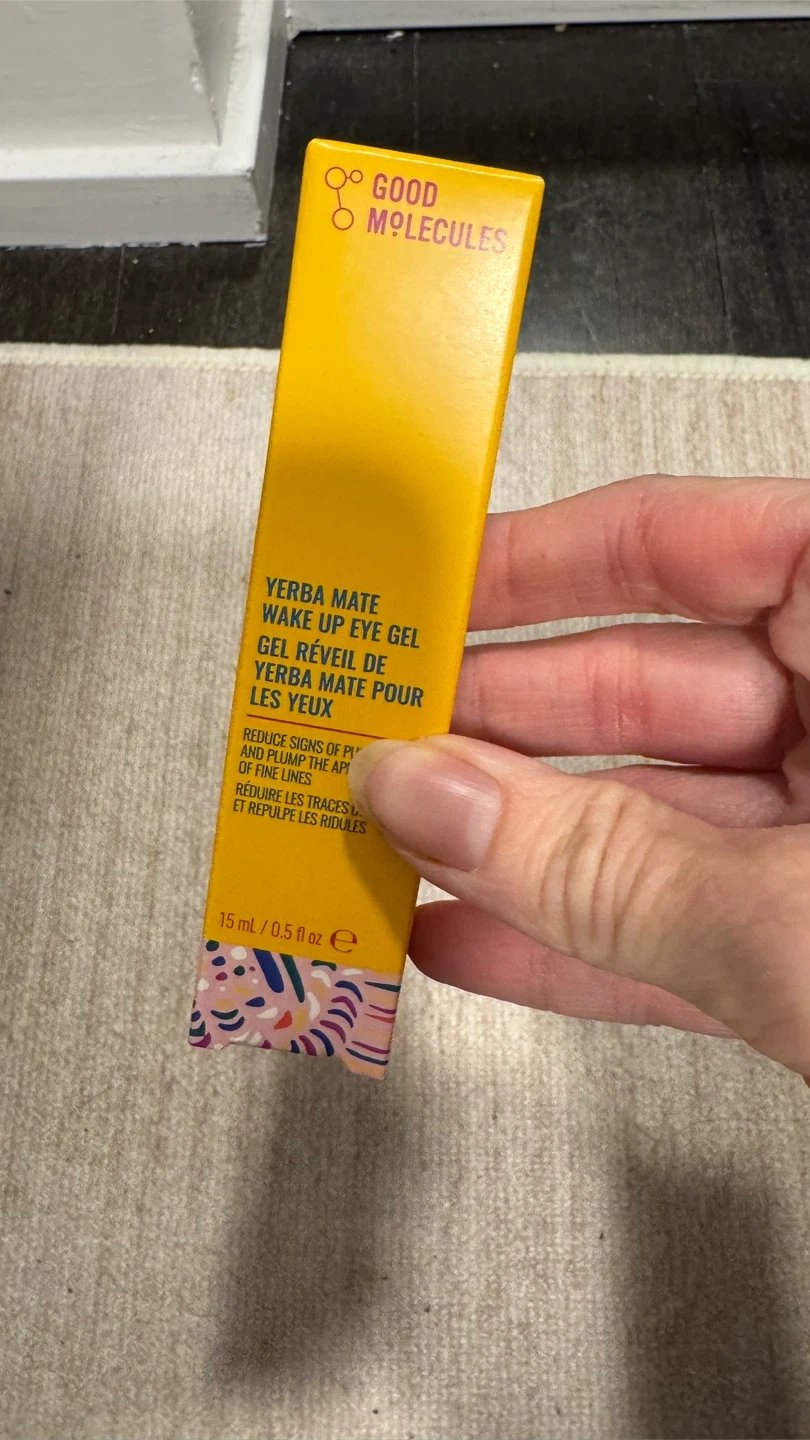 GOOD
MOLECULES
YERBA MATE
WAKE UP EYE GEL
GEL RÉVEIL DE
YERBA MATE POUR
LES YEUX
REDUCE SIGNS OF
AND PLUMP THE
OF FINE LINES
RÉDUIRE LES TRACES
ET REPULPE LES RIDULES
15 mL / 0.5 fl oz ℮